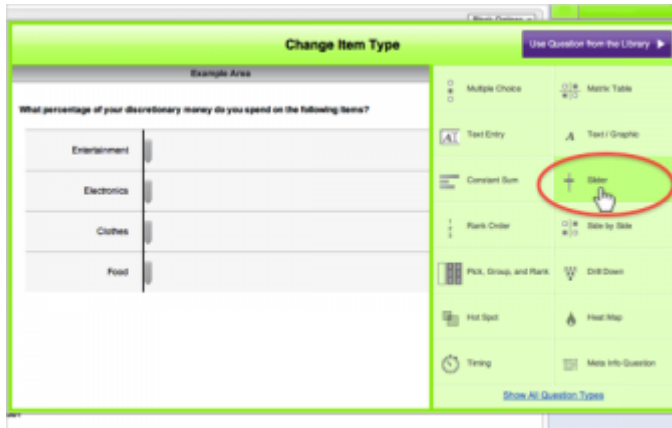 Block Options
Change Item Type
Use Question from the Library
Example Area
What percentage of your discretionary money do you spend on the following items?
Entertainment
Electronics
Clothes
Food
Multiple Choice
Matrix Table
Text Entry
Text / Graphic
Constant Sum
Slider
Rank Order
Side by Side
Pick, Group, and Rank
Drill Down
Hot Spot
Heat Map
Timing
Meta Info Question
Show All Question Types